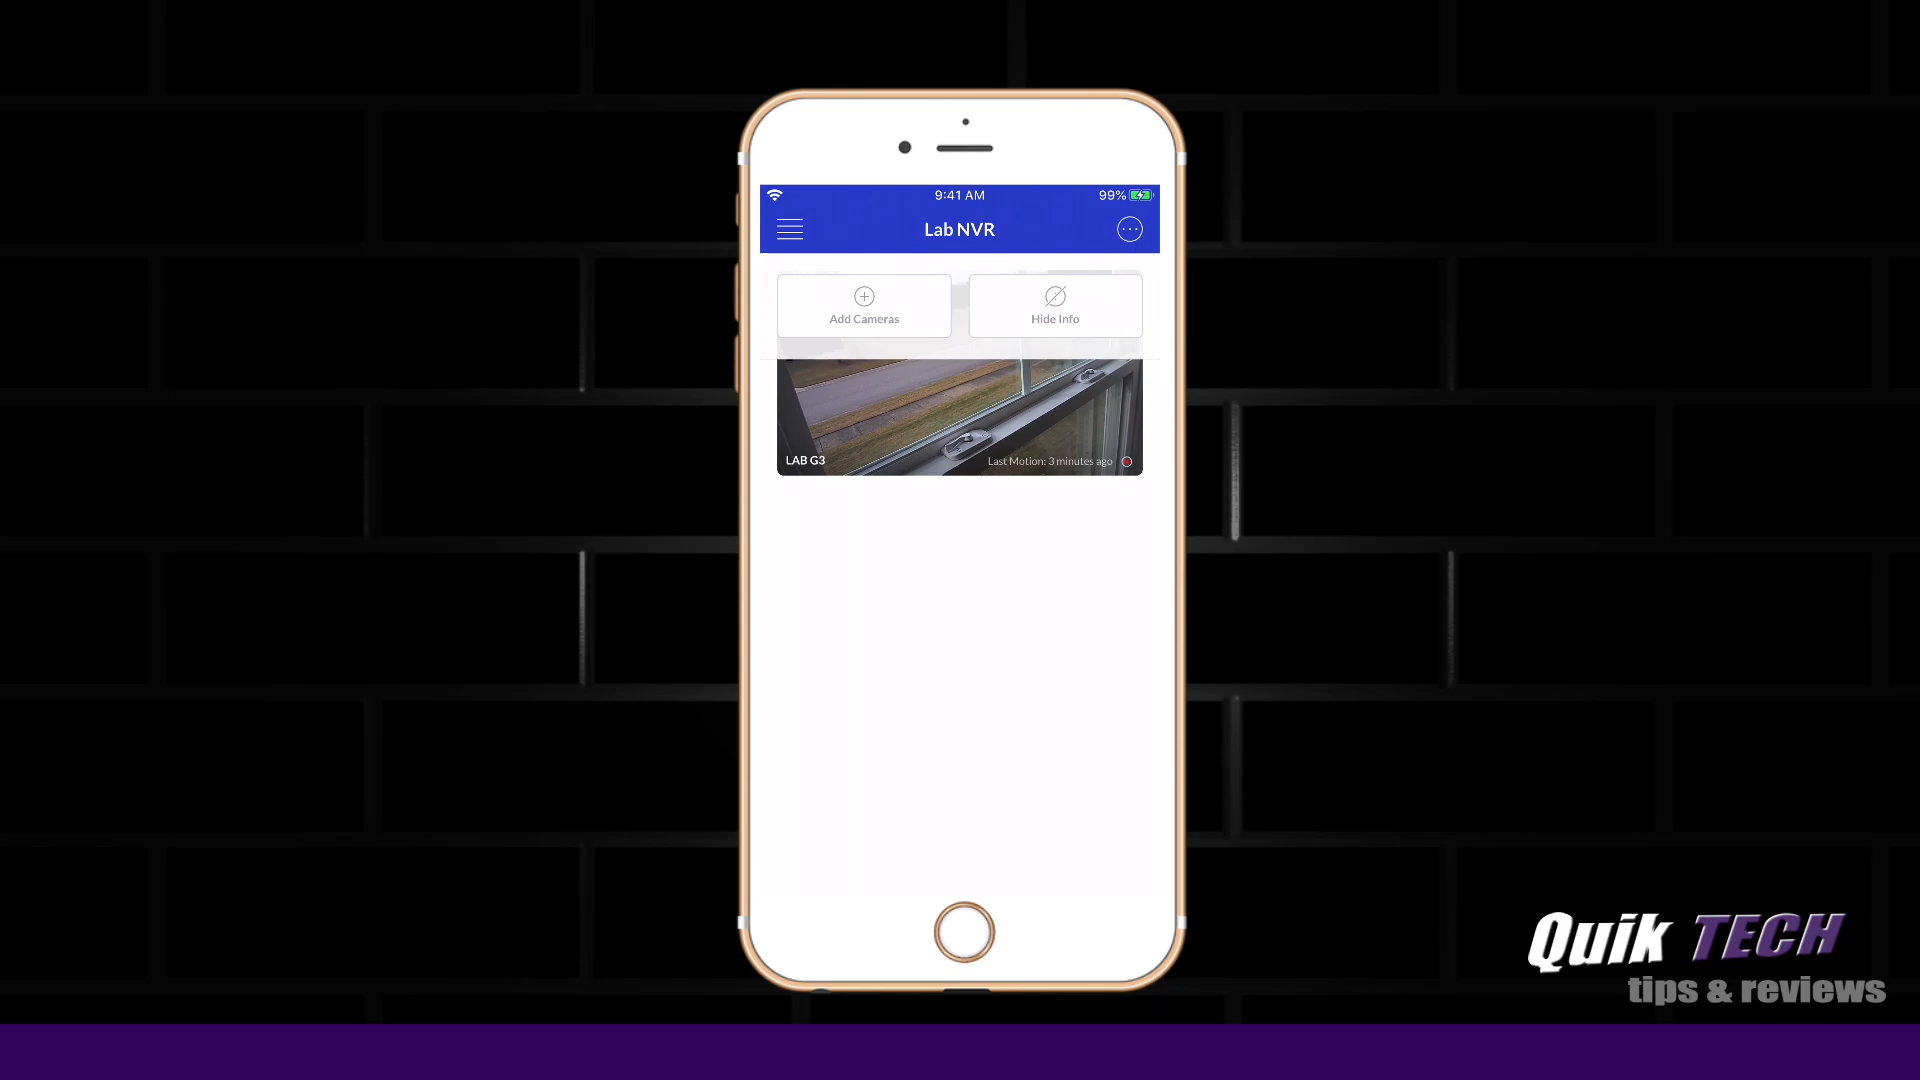 9:41 AM
99%
Lab NVR
Add Cameras
Hide Info
LAB G3
Last Motion: 3 minutes ago
Quik TECH
tips & reviews